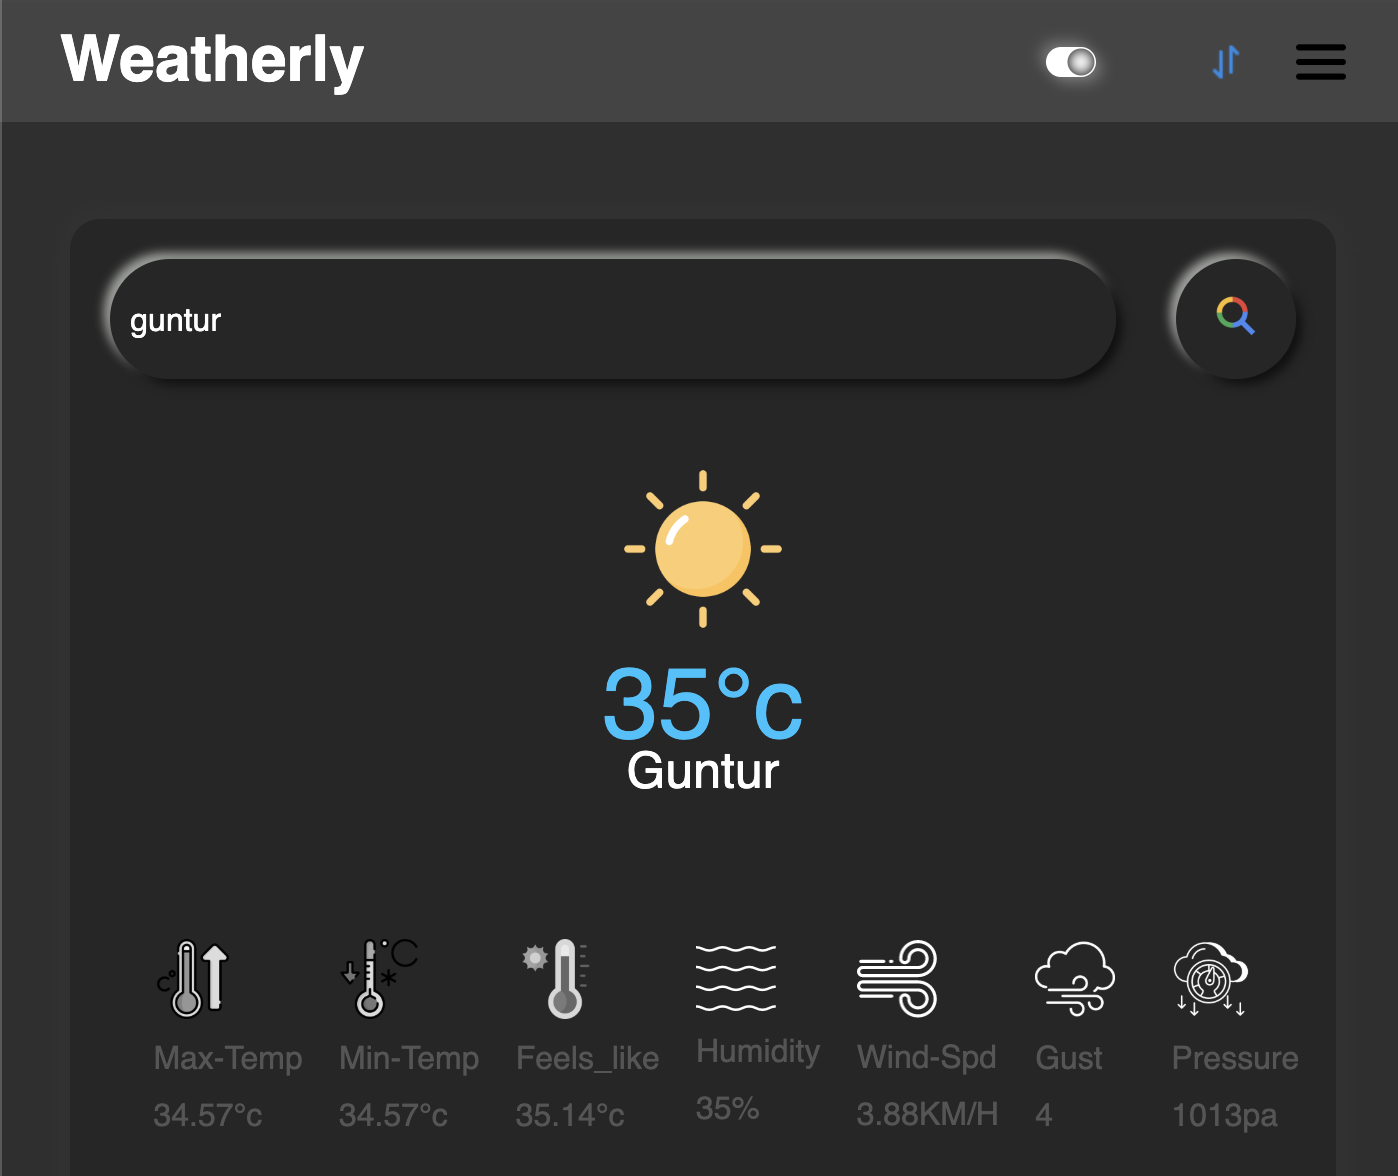 Weatherly
guntur
35°c
Guntur
Max-Temp Min-Temp Feels_like Humidity Wind-Spd Gust Pressure
34.57°c 34.57°c 35.14°c 35% 3.88KM/H 4 1013pa